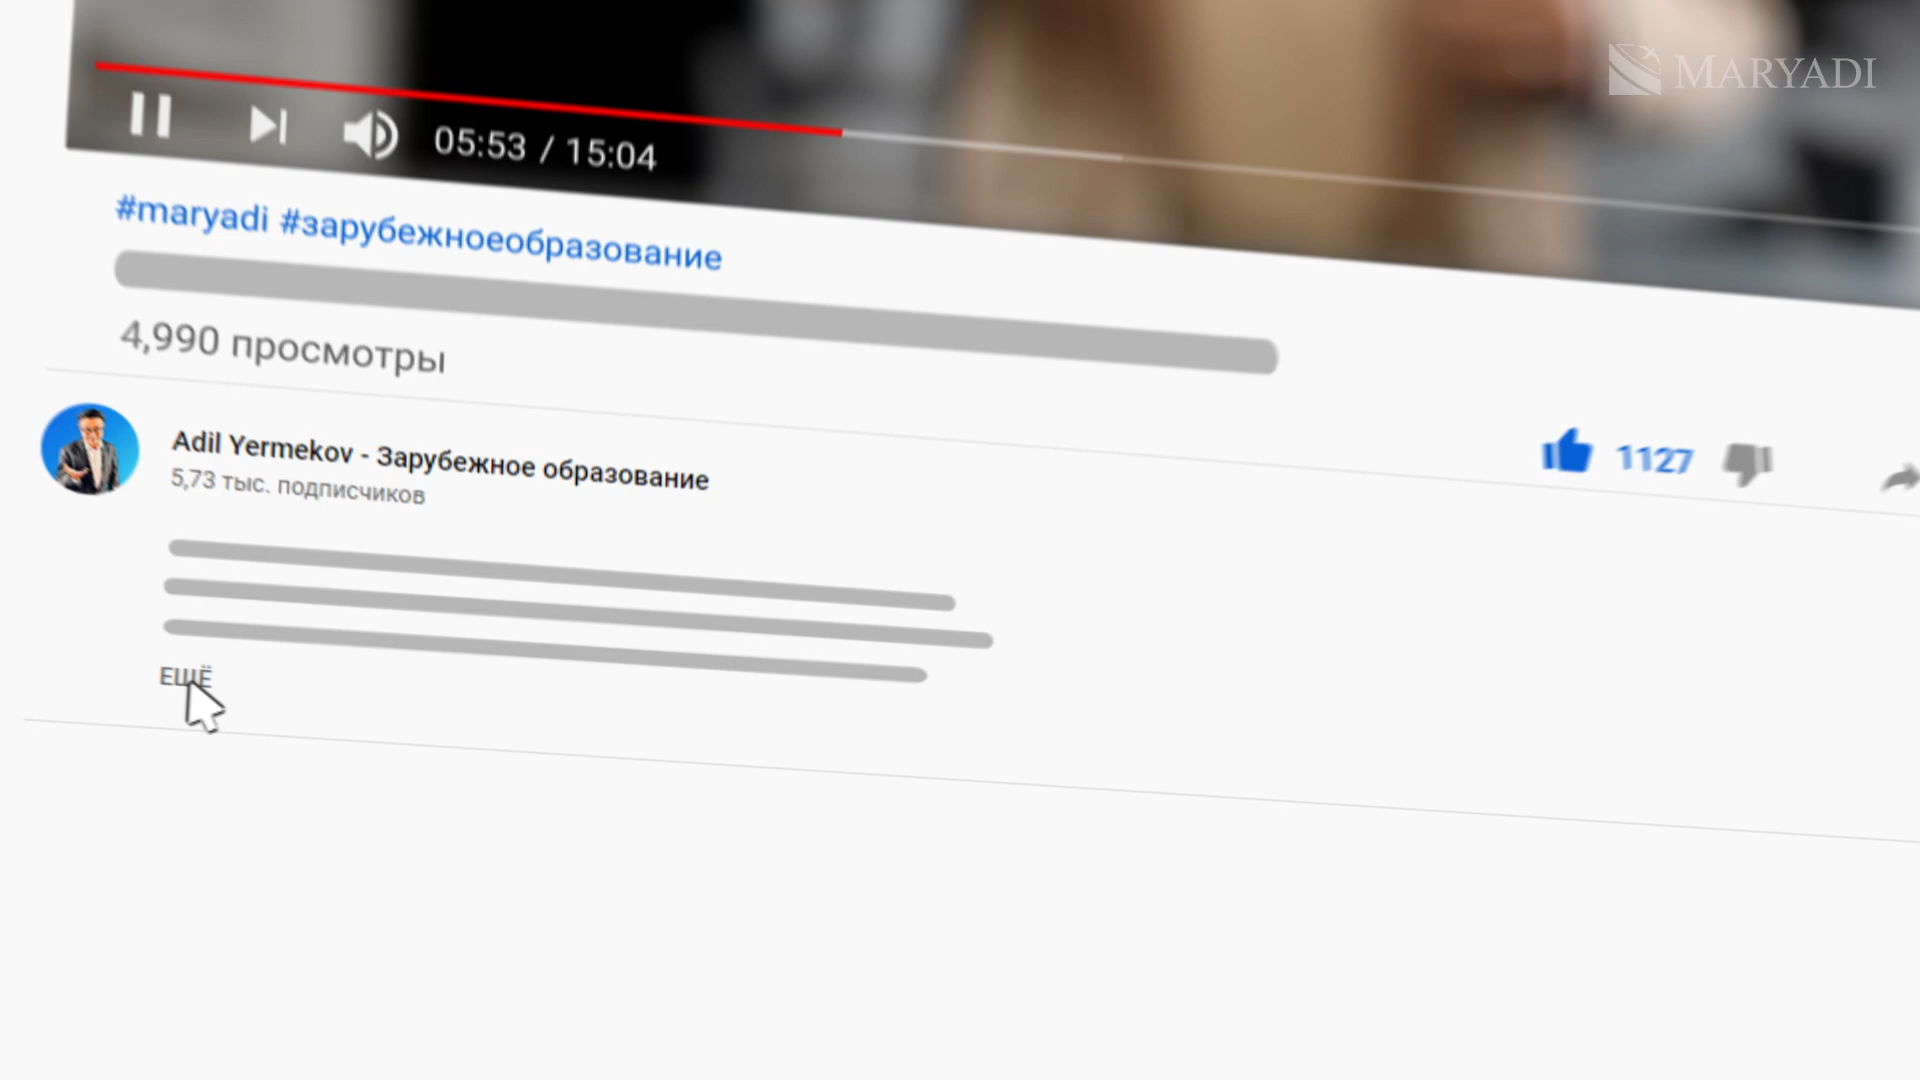 MARYADI
05:53 / 15:04
#maryadi #зарубежноеобразование
4,990 просмотры
1127
Adil Yermekov - Зарубежное образование
5,73 тыс. подписчиков
ЕЩЁ